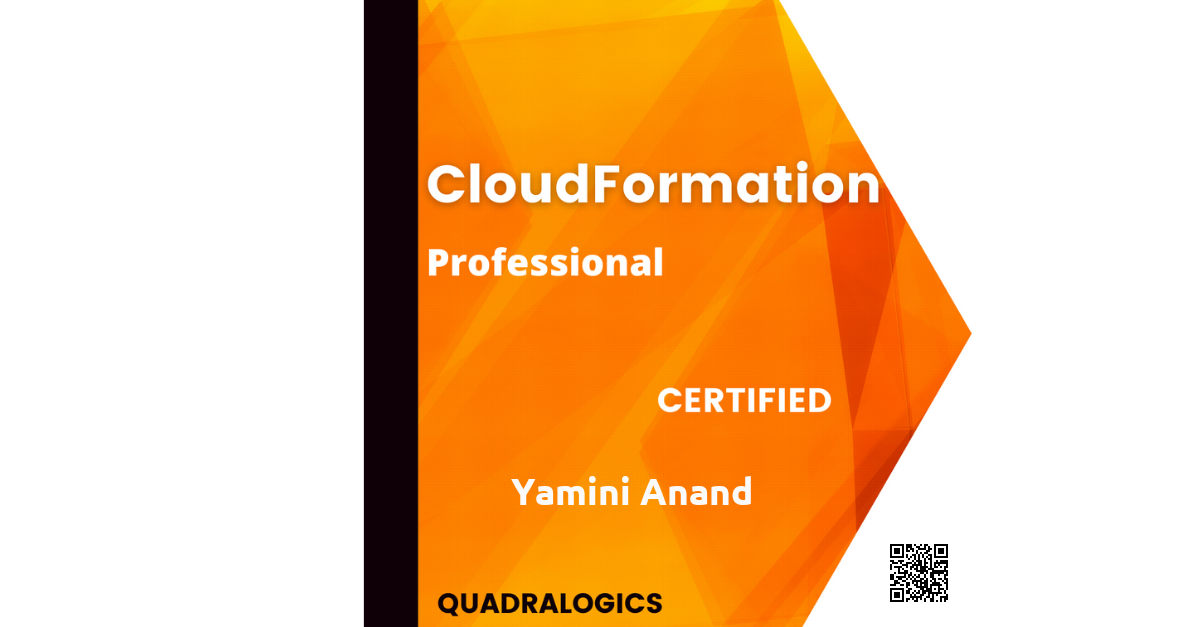 CloudFormation
Professional
CERTIFIED
Yamini Anand
QUADRALOGICS